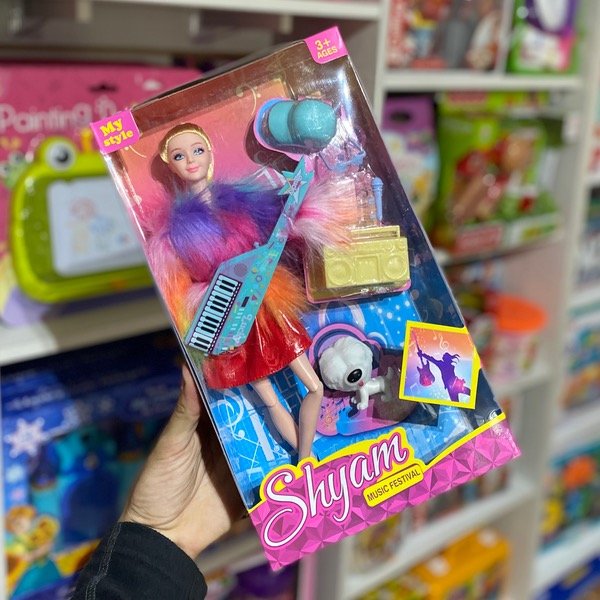 3+
AGES
My
style
Painting
Shyam
MUSIC FESTIVAL